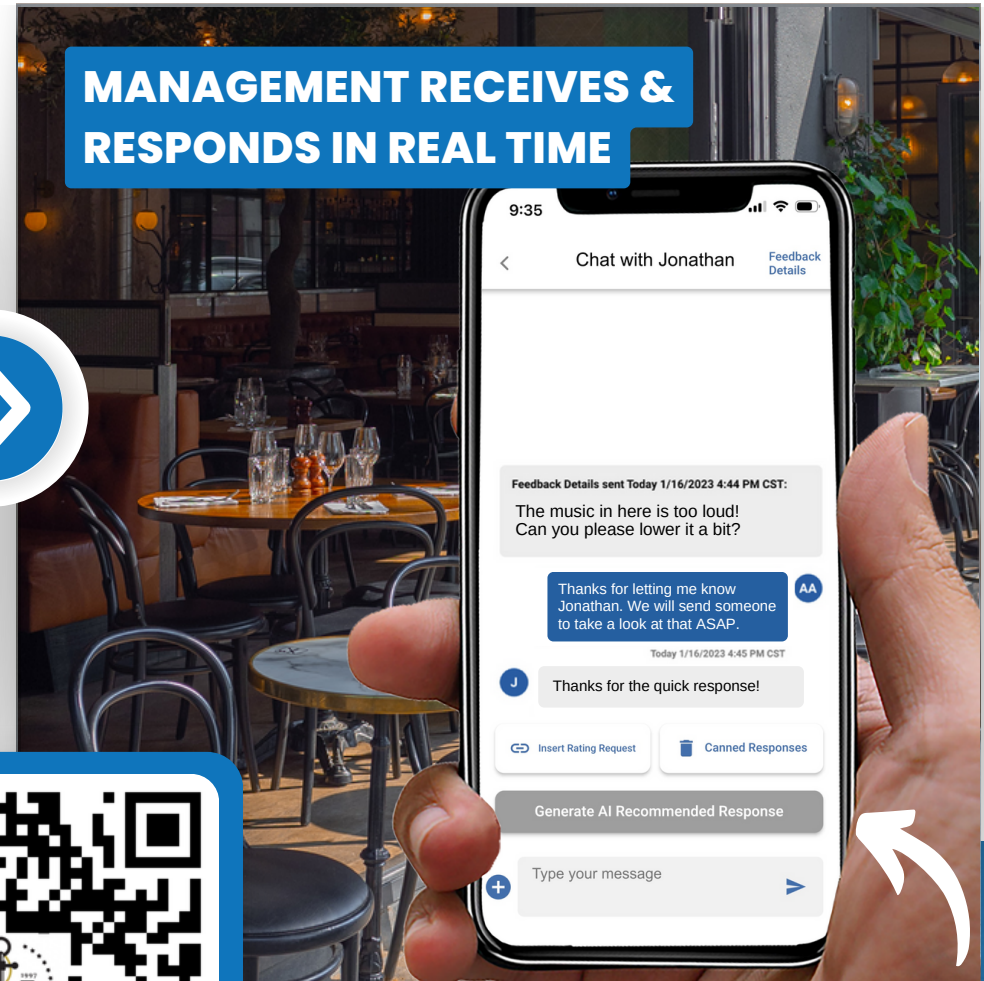 MANAGEMENT RECEIVES &
RESPONDS IN REAL TIME
9:35
Chat with Jonathan
Feedback
Details
Feedback Details sent Today 1/16/2023 4:44 PM CST:
The music in here is too loud!
Can you please lower it a bit?
Thanks for letting me know
Jonathan. We will send someone
to take a look at that ASAP.
AA
Today 1/16/2023 4:45 PM CST
J
Thanks for the quick response!
Insert Rating Request
Canned Responses
Generate AI Recommended Response
Type your message
1997